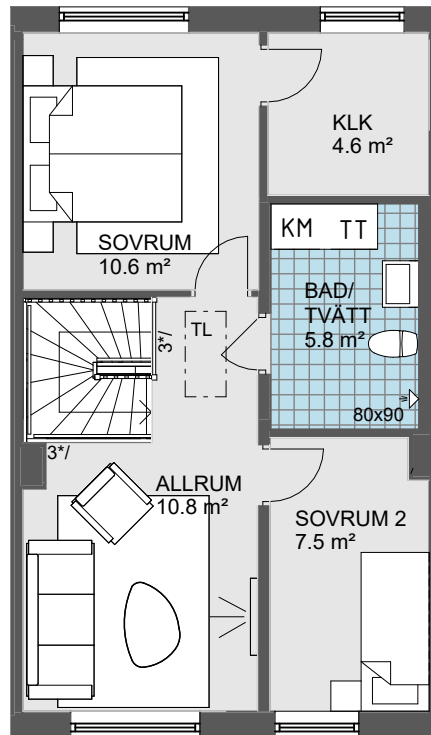 KLK
4.6 m²
KM TT
SOVRUM
10.6 m²
BAD/
TVÄTT
5.8 m²
TL
3*/
80x90
3*/
ALLRUM
10.8 m²
SOVRUM 2
7.5 m²